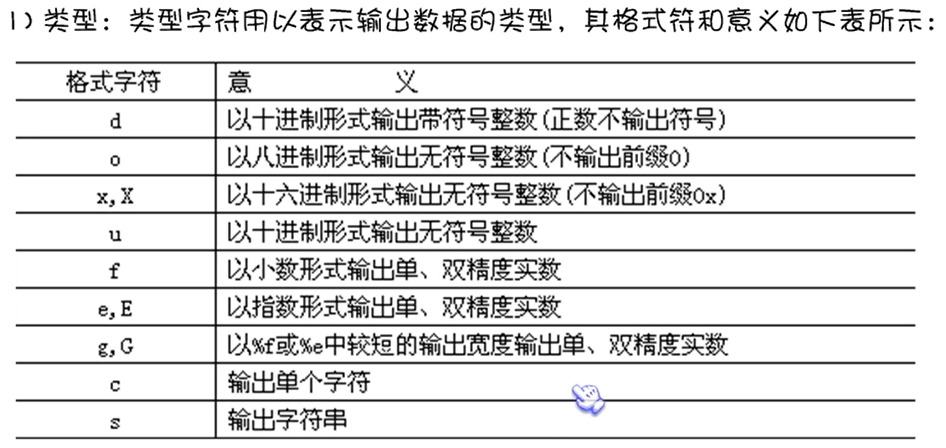 1) 类型: 类型字符用以表示输出数据的类型, 其格式符和意义如下表所示:
格式字符 意 义
d 以十进制形式输出带符号整数(正数不输出符号)
o 以八进制形式输出无符号整数(不输出前缀0)
x,X 以十六进制形式输出无符号整数(不输出前缀0x)
u 以十进制形式输出无符号整数
f 以小数形式输出单、双精度实数
e,E 以指数形式输出单、双精度实数
g,G 以%f或%e中较短的输出宽度输出单、双精度实数
c 输出单个字符
s 输出字符串